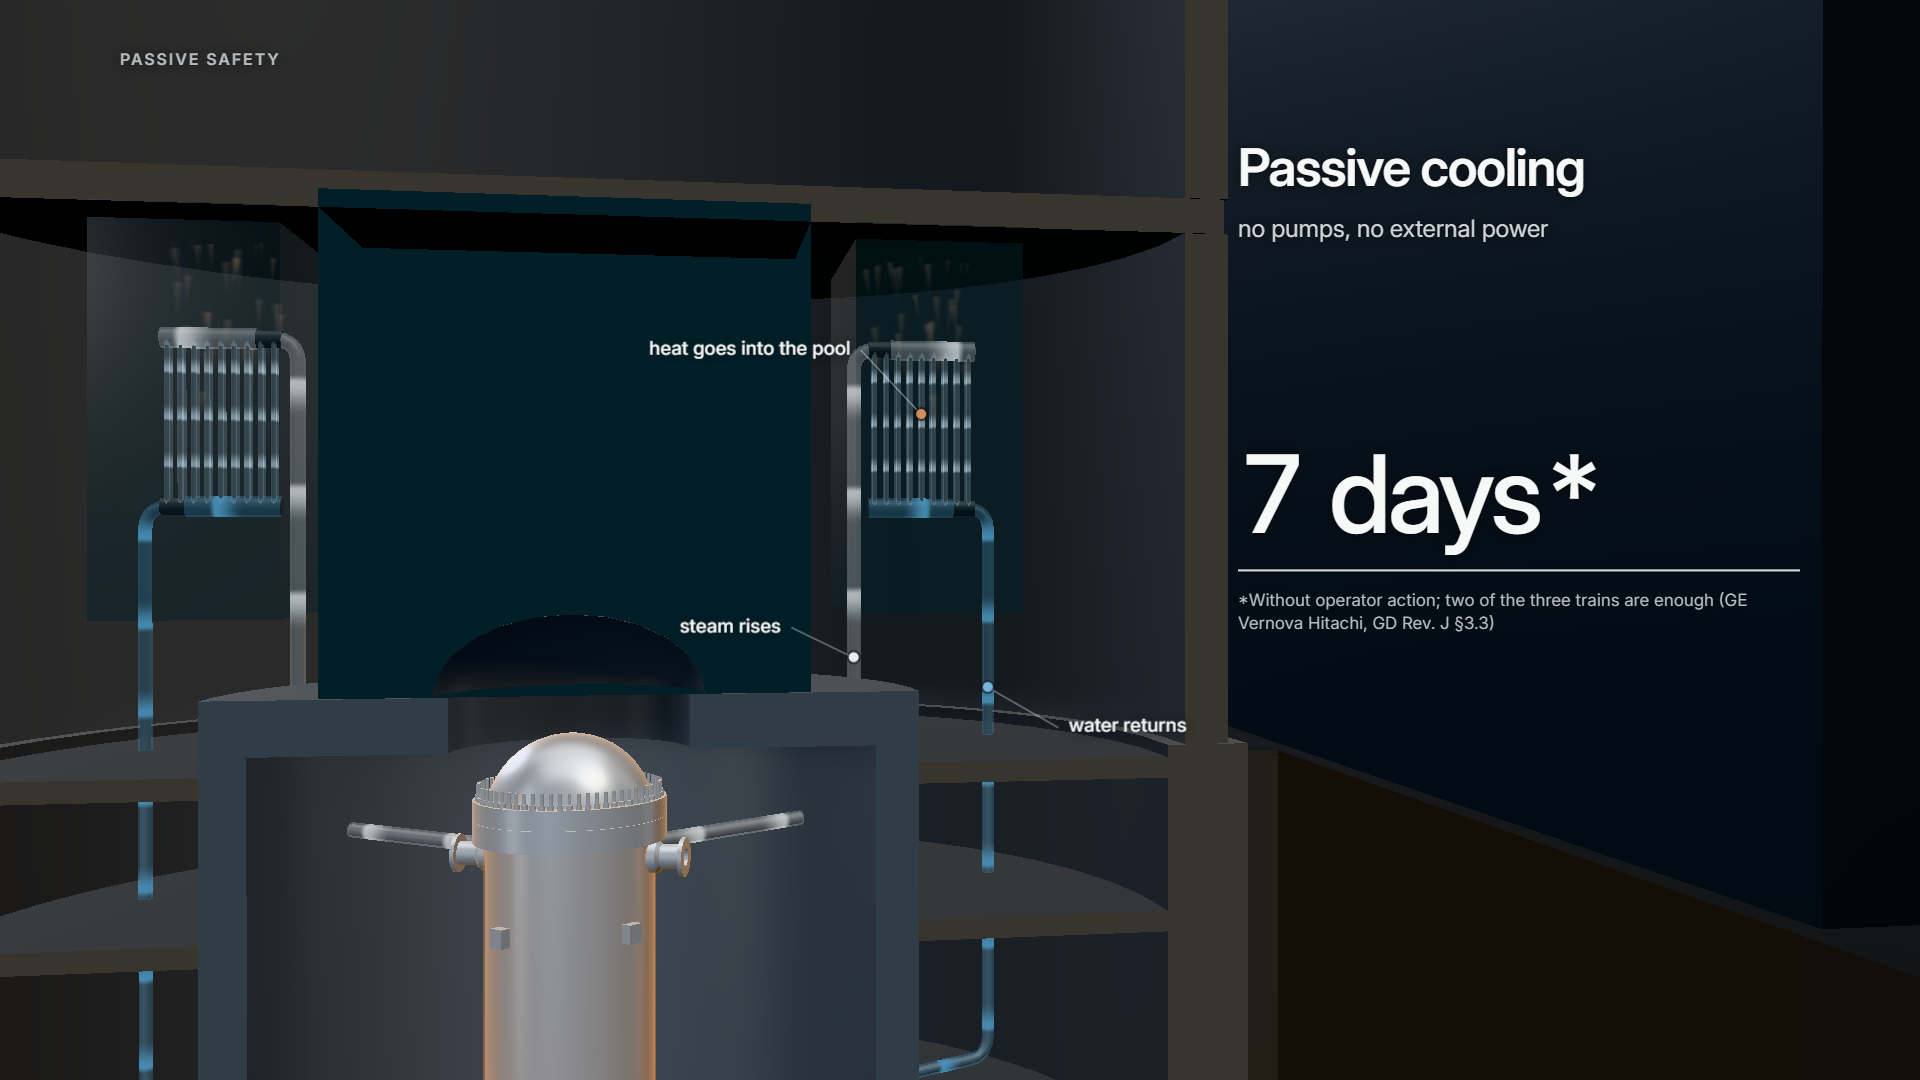 PASSIVE SAFETY
Passive cooling
no pumps, no external power
heat goes into the pool
7 days*
*Without operator action; two of the three trains are enough (GE
Vernova Hitachi, GD Rev. J §3.3)
steam rises
water returns